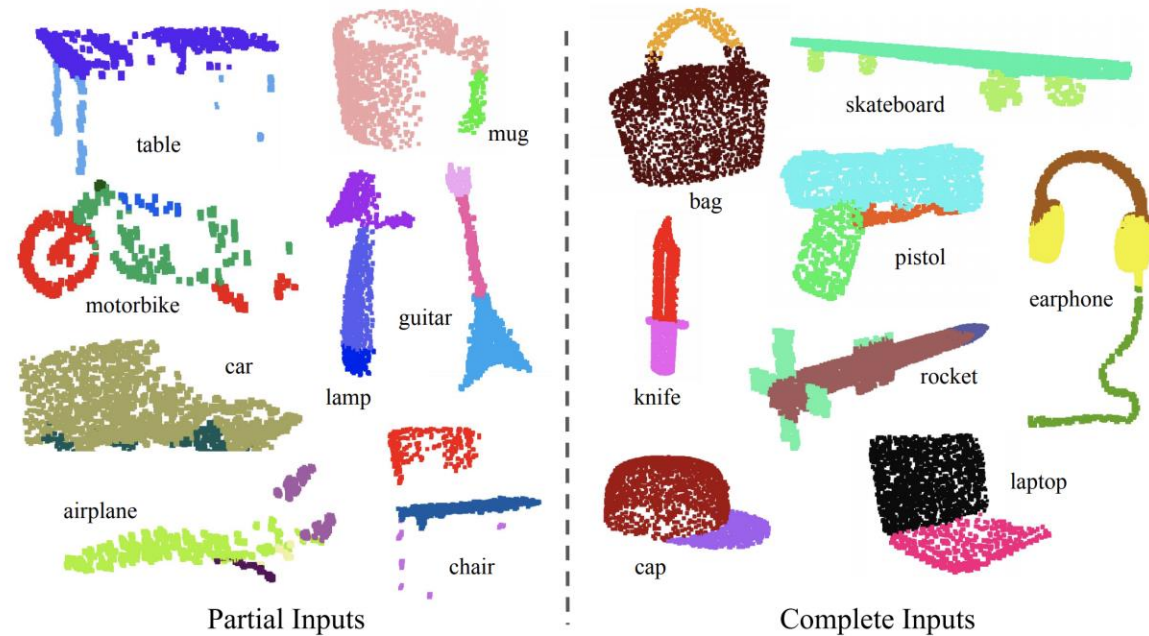 table
mug
motorbike
guitar
car
lamp
airplane
chair
Partial Inputs
skateboard
bag
pistol
earphone
knife
rocket
laptop
cap
Complete Inputs